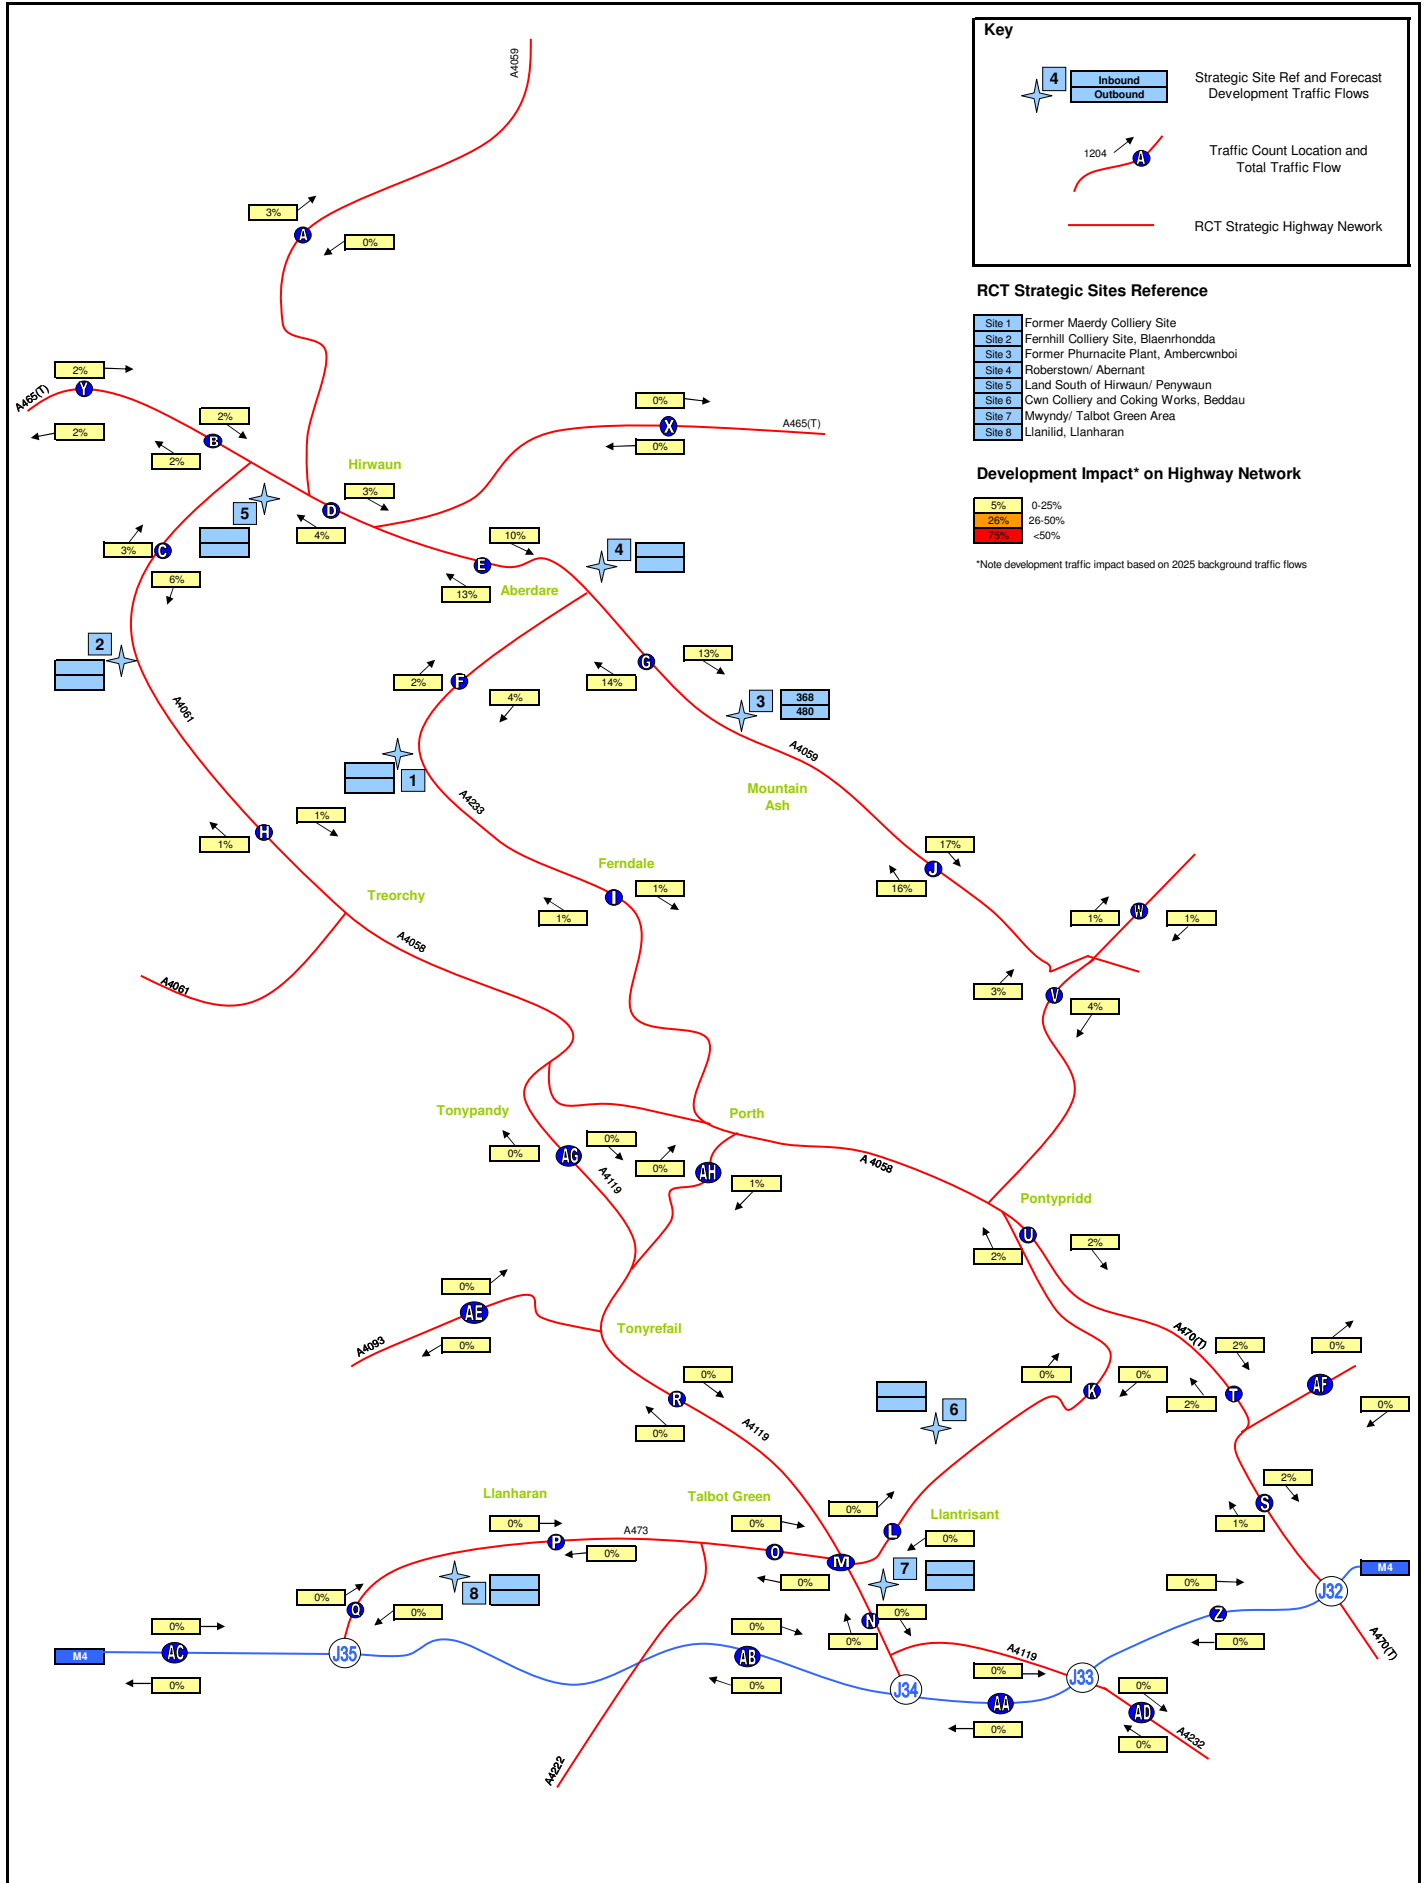 Key
4
Inbound
Outbound
Strategic Site Ref and Forecast
Development Traffic Flows
1204
A
Traffic Count Location and
Total Traffic Flow
RCT Strategic Highway Nework
RCT Strategic Sites Reference
Site 1 Former Maerdy Colliery Site
Site 2 Fernhill Colliery Site, Blaenrhondda
Site 3 Former Phurnacite Plant, Ambercwnboi
Site 4 Roberstown/ Abernant
Site 5 Land South of Hirwaun/ Penywaun
Site 6 Cwn Colliery and Coking Works, Beddau
Site 7 Mwyndy/ Talbot Green Area
Site 8 Llanilid, Llanharan
Development Impact* on Highway Network
5% 0-25%
26% 26-50%
75% <50%
*Note development traffic impact based on 2025 background traffic flows
A4059
3%
A
0%
2%
Y
A465(T)
2%
2%
B
2%
0%
X
A465(T)
0%
Hirwaun
3%
D
4%
5
3%
C
6%
10%
E
13%
Aberdare
4
2
A4061
2%
F
4%
G
13%
14%
3
368
480
A4059
Mountain
Ash
1
A4233
1%
H
1%
Treorchy
Ferndale
1%
I
1%
17%
J
16%
1%
W
1%
A4058
A4061
3%
V
4%
Tonypandy
Porth
0%
AG
0%
A4119
0%
AH
1%
A 4058
Pontypridd
U
2%
2%
0%
AE
0%
A4093
Tonyrefail
A470(T)
2%
T
2%
0%
AF
0%
0%
R
0%
A4119
6
0%
K
0%
2%
S
1%
Llanharan
Talbot Green
Llantrisant
0%
P
A473
0%
0%
O
0%
M
0%
L
0%
7
8
0%
Q
0%
N
0%
0%
0%
Z
0%
J32
M4
A470(T)
0%
AC
0%
M4
J35
0%
AB
0%
J34
A4119
0%
AA
0%
J33
0%
AD
0%
A4232
A4222